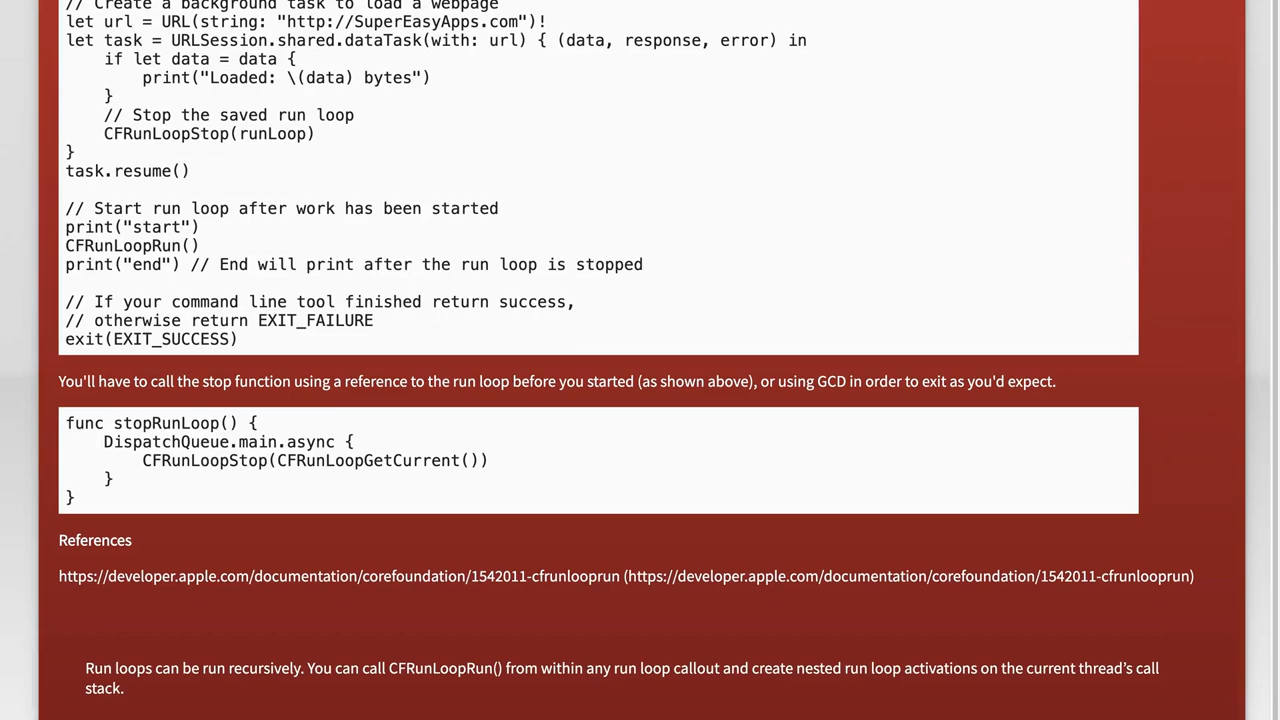 // Create a background task to load a webpage
let url = URL(string: "http://SuperEasyApps.com")!
let task = URLSession.shared.dataTask(with: url) { (data, response, error) in
    if let data = data {
        print("Loaded: \(data) bytes")
    }
    // Stop the saved run loop
    CFRunLoopStop(runLoop)
}
task.resume()
// Start run loop after work has been started
print("start")
CFRunLoopRun()
print("end") // End will print after the run loop is stopped
// If your command line tool finished return success,
// otherwise return EXIT_FAILURE
exit(EXIT_SUCCESS)
You'll have to call the stop function using a reference to the run loop before you started (as shown above), or using GCD in order to exit as you'd expect.
func stopRunLoop() {
    DispatchQueue.main.async {
        CFRunLoopStop(CFRunLoopGetCurrent())
    }
}
References
https://developer.apple.com/documentation/corefoundation/1542011-cfrunlooprun (https://developer.apple.com/documentation/corefoundation/1542011-cfrunlooprun)
Run loops can be run recursively. You can call CFRunLoopRun() from within any run loop callout and create nested run loop activations on the current thread’s call
stack.